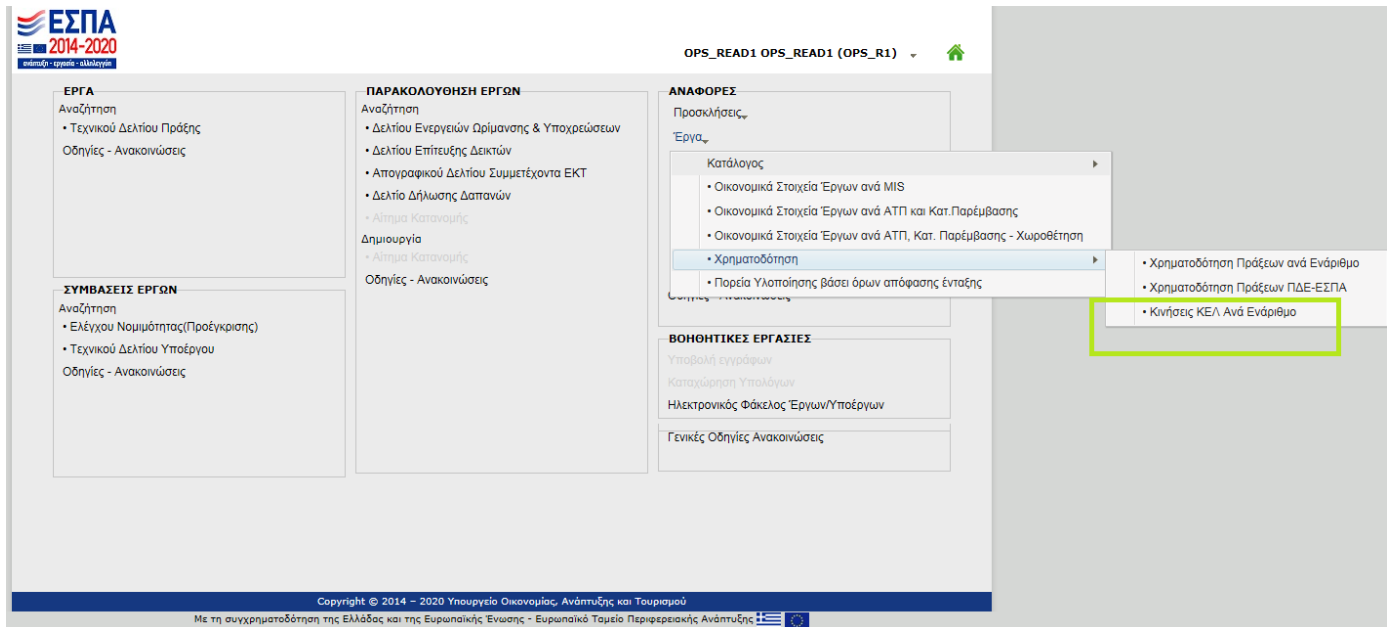 ΕΣΠΑ
2014-2020
ανάπτυξη - εργασία - αλληλεγγύη
OPS_READ1 OPS_READ1 (OPS_R1)
ΕΡΓΑ
Αναζήτηση
• Τεχνικού Δελτίου Πράξης
Οδηγίες - Ανακοινώσεις
ΣΥΜΒΑΣΕΙΣ ΕΡΓΩΝ
Αναζήτηση
• Ελέγχου Νομιμότητας(Προέγκρισης)
• Τεχνικού Δελτίου Υποέργου
Οδηγίες - Ανακοινώσεις
ΠΑΡΑΚΟΛΟΥΘΗΣΗ ΕΡΓΩΝ
Αναζήτηση
• Δελτίου Ενεργειών Ωρίμανσης & Υποχρεώσεων
• Δελτίου Επίτευξης Δεικτών
• Απογραφικού Δελτίου Συμμετέχοντα ΕΚΤ
• Δελτίο Δήλωσης Δαπανών
• Αίτημα Κατανομής
Δημιουργία
• Αίτημα Κατανομής
Οδηγίες - Ανακοινώσεις
ΑΝΑΦΟΡΕΣ
Προσκλήσεις
Έργα
Κατάλογος
• Οικονομικά Στοιχεία Έργων ανά MIS
• Οικονομικά Στοιχεία Έργων ανά ΑΤΠ και Κατ.Παρέμβασης
• Οικονομικά Στοιχεία Έργων ανά ΑΤΠ, Κατ. Παρέμβασης - Χωροθέτηση
• Χρηματοδότηση
• Πορεία Υλοποίησης βάσει όρων απόφασης ένταξης
• Χρηματοδότηση Πράξεων ανά Ενάριθμο
• Χρηματοδότηση Πράξεων ΠΔΕ-ΕΣΠΑ
• Κινήσεις ΚΕΛ Ανά Ενάριθμο
Οδηγίες - Ανακοινώσεις
ΒΟΗΘΗΤΙΚΕΣ ΕΡΓΑΣΙΕΣ
Υποβολή εγγράφων
Καταχώρηση Υπολόγων
Ηλεκτρονικός Φάκελος Έργων/Υποέργων
Γενικές Οδηγίες Ανακοινώσεις
Copyright © 2014 – 2020 Υπουργείο Οικονομίας, Ανάπτυξης και Τουρισμού
Με τη συγχρηματοδότηση της Ελλάδας και της Ευρωπαϊκής Ένωσης - Ευρωπαϊκό Ταμείο Περιφερειακής Ανάπτυξης